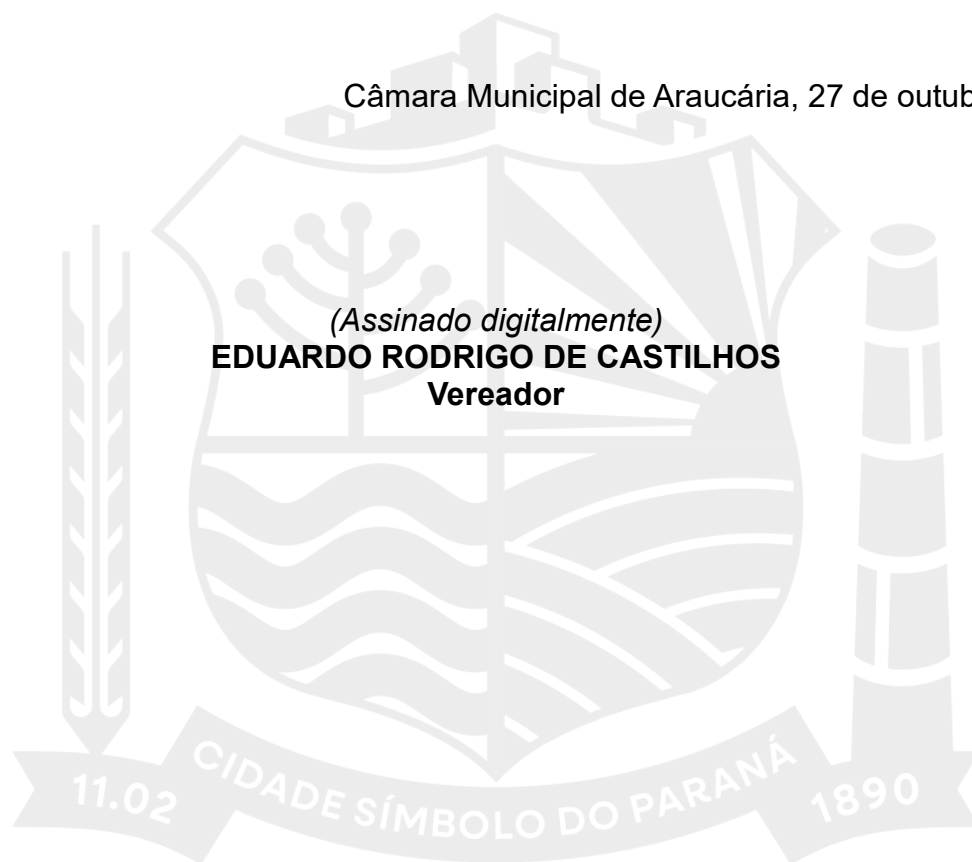 Câmara Municipal de Araucária, 27 de outub
(Assinado digitalmente)
EDUARDO RODRIGO DE CASTILHOS
Vereador
11.02 CIDADE SÍMBOLO DO PARANÁ 1890